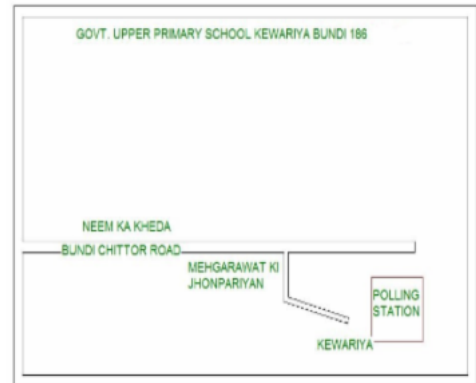 GOVT. UPPER PRIMARY SCHOOL KEWARIYA BUNDI 186
NEEM KA KHEDA
BUNDI CHITTOR ROAD
MEHGARAWAT KI
JHONPARIYAN
POLLING
STATION
KEWARIYA